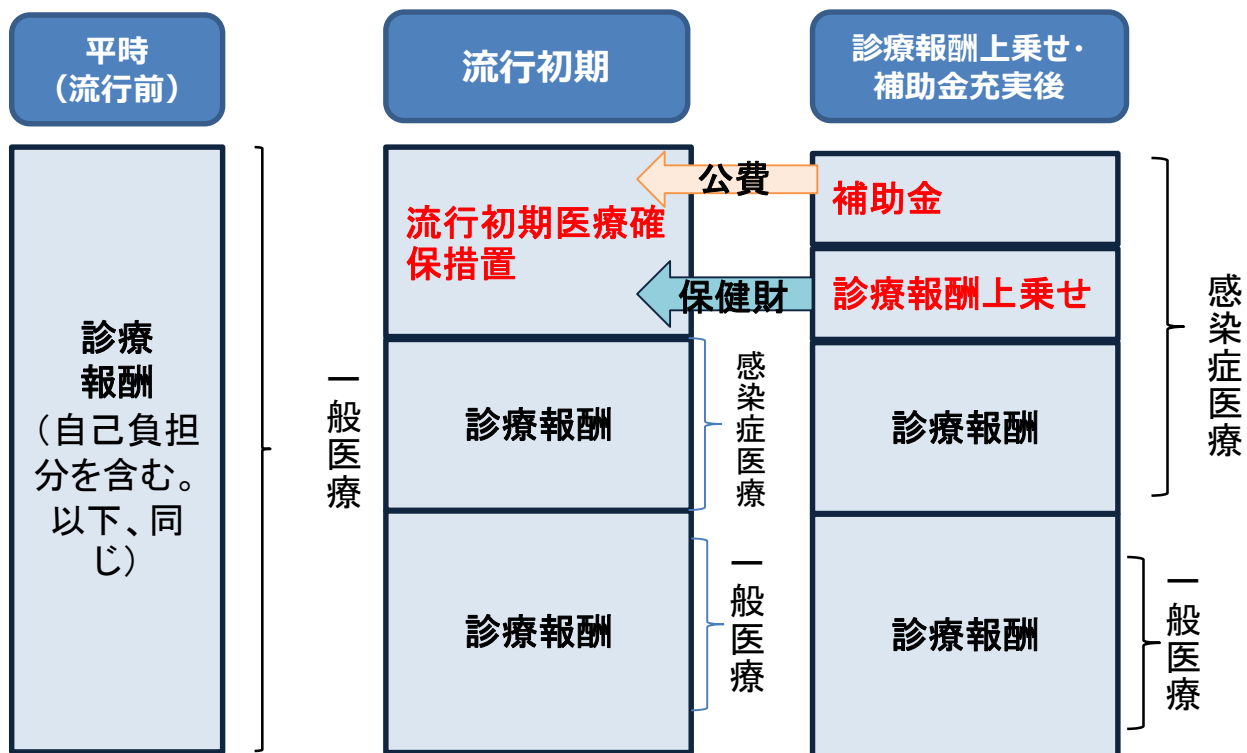 平時
（流行前）
流行初期
診療報酬上乗せ・
補助金充実後
診療
報酬
（自己負担
分を含む。
以下、同
じ）
一般医療
流行初期医療確
保措置
診療報酬
感染症医療
診療報酬
一般医療
公費
保健財
補助金
診療報酬上乗せ
診療報酬
感染症医療
診療報酬
一般医療